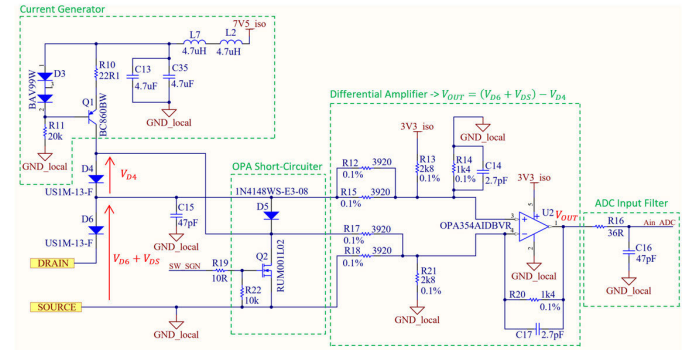 Current Generator
7V5_iso
L7
L2
4.7uH
4.7uH
D3
R10
22R1
C13
4.7uF
C35
4.7uF
BAV99W
Q1
BC860BW
GND_local
R11
20k
GND_local
D4
US1M-13-F
V_D4
D6
US1M-13-F
V_D6 + V_DS
DRAIN
SOURCE
C15
47pF
GND_local
GND_local
OPA Short-Circuiter
IN4148WS-E3-08
D5
Q2
RUM001L02
SW_SGN
R19
10R
R22
10k
Differential Amplifier -> V_OUT = (V_D6 + V_DS) − V_D4
3V3_iso
GND_local
R12
3920
0.1%
R13
2k8
0.1%
R14
1k4
0.1%
C14
2.7pF
R15
3920
0.1%
3V3_iso
R17
3920
0.1%
R18
3920
0.1%
OPA354AIDBVR
U2
V_OUT
3
4
5
2
1
GND_local
R21
2k8
0.1%
GND_local
R20
1k4
0.1%
C17
2.7pF
ADC Input Filter
R16
36R
Ain_ADC
C16
47pF
GND_local